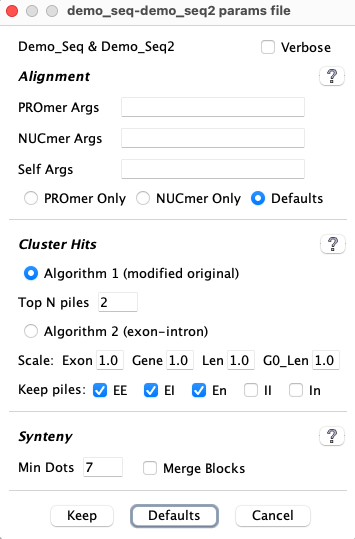 demo_seq-demo_seq2 params file
Demo_Seq & Demo_Seq2 Verbose
Alignment ?
PROmer Args
NUCmer Args
Self Args
PROmer Only NUCmer Only Defaults
Cluster Hits ?
Algorithm 1 (modified original)
Top N piles 2
Algorithm 2 (exon-intron)
Scale: Exon 1.0 Gene 1.0 Len 1.0 G0_Len 1.0
Keep piles: EE EI En II In
Synteny ?
Min Dots 7 Merge Blocks
Keep Defaults Cancel